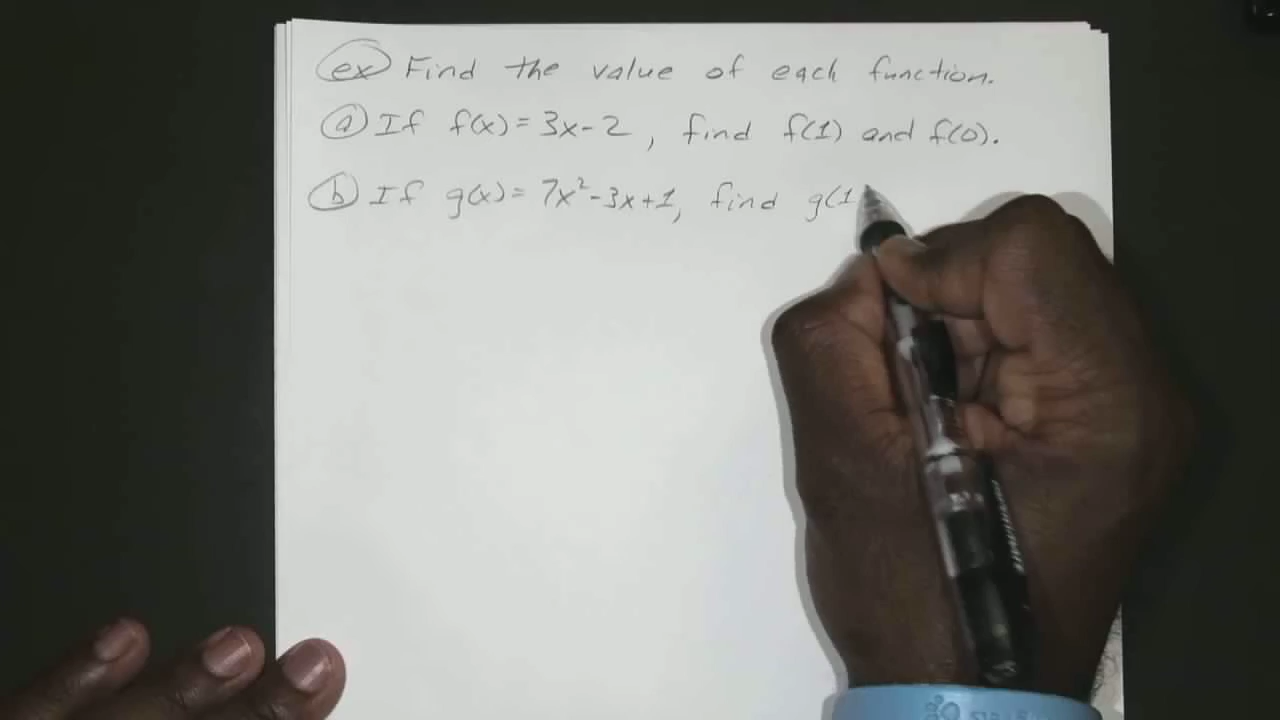 ex Find the value of each function.
a If f(x) = 3x - 2, find f(1) and f(0).
b If g(x) = 7x² - 3x + 1, find g(1